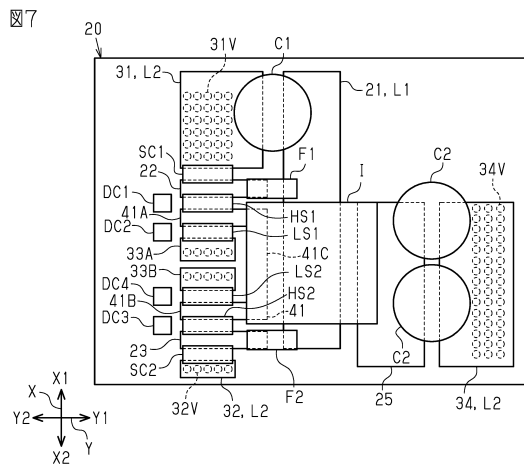 図7
20
31, L2
31V
C1
21, L1
SC1
22
F1
I
C2
34V
DC1
41A
HS1
DC2
LS1
33A
41C
33B
LS2
DC4
41B
HS2
41
DC3
23
C2
SC2
32V
32, L2
F2
25
34, L2
X
X1
Y2
Y1
Y
X2